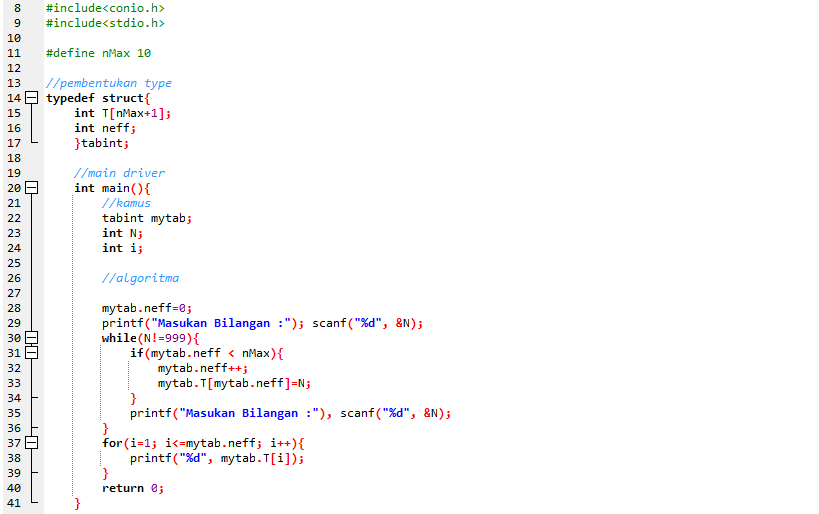 8 #include<conio.h>
9 #include<stdio.h>
10
11 #define nMax 10
12
13 //pembentukan type
14 typedef struct{
15 int T[nMax+1];
16 int neff;
17 }tabint;
18
19 //main driver
20 int main(){
21 //kamus
22 tabint mytab;
23 int N;
24 int i;
25
26 //algoritma
27
28 mytab.neff=0;
29 printf("Masukan Bilangan :"); scanf("%d", &N);
30 while(N!=999){
31 if(mytab.neff < nMax){
32 mytab.neff++;
33 mytab.T[mytab.neff]=N;
34 }
35 printf("Masukan Bilangan :"), scanf("%d", &N);
36 }
37 for(i=1; i<=mytab.neff; i++){
38 printf("%d", mytab.T[i]);
39 }
40 return 0;
41 }